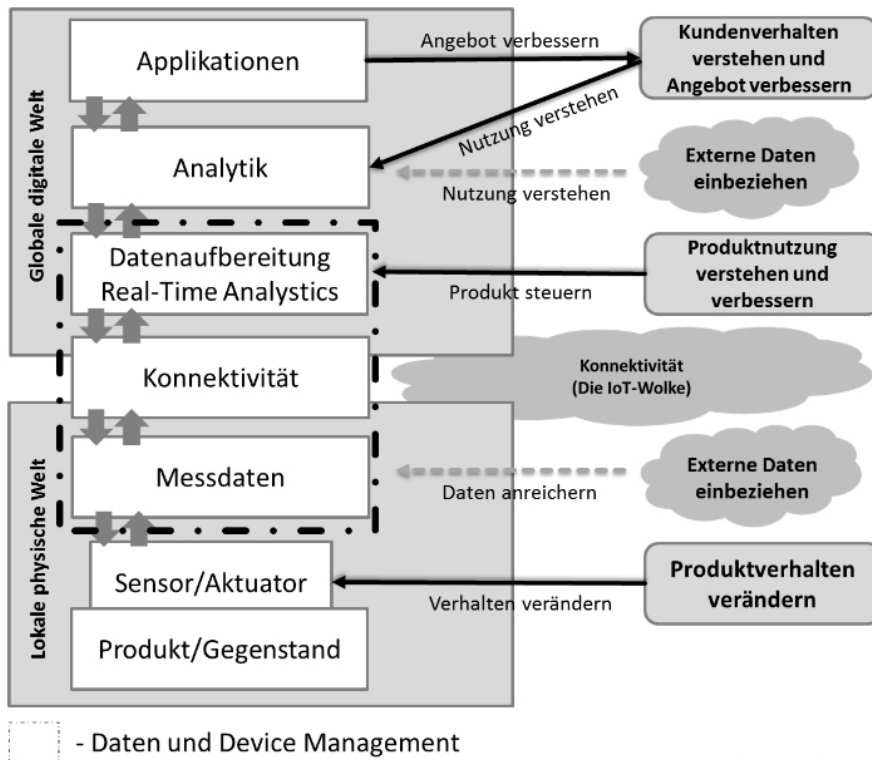 Globale digitale Welt
Applikationen
Angebot verbessern
Kundenverhalten
verstehen und
Angebot verbessern
Nutzung verstehen
Analytik
Nutzung verstehen
Externe Daten
einbeziehen
Datenaufbereitung
Real-Time Analystics
Produkt steuern
Produktnutzung
verstehen und
verbessern
Konnektivität
Konnektivität
(Die IoT-Wolke)
Lokale physische Welt
Messdaten
Daten anreichern
Externe Daten
einbeziehen
Sensor/Aktuator
Verhalten verändern
Produktverhalten
verändern
Produkt/Gegenstand
- Daten und Device Management